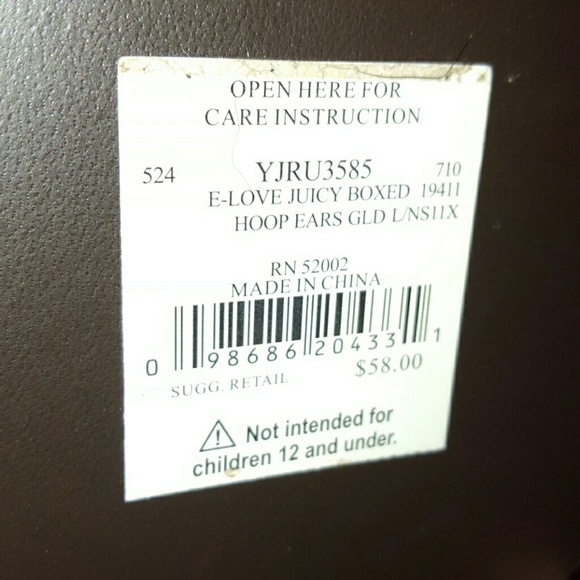 OPEN HERE FOR
CARE INSTRUCTION
524 YJRU3585 710
E-LOVE JUICY BOXED 19411
HOOP EARS GLD L/NS11X
RN 52002
MADE IN CHINA
0 98686 20433 1
SUGG. RETAIL $58.00
Not intended for
children 12 and under.